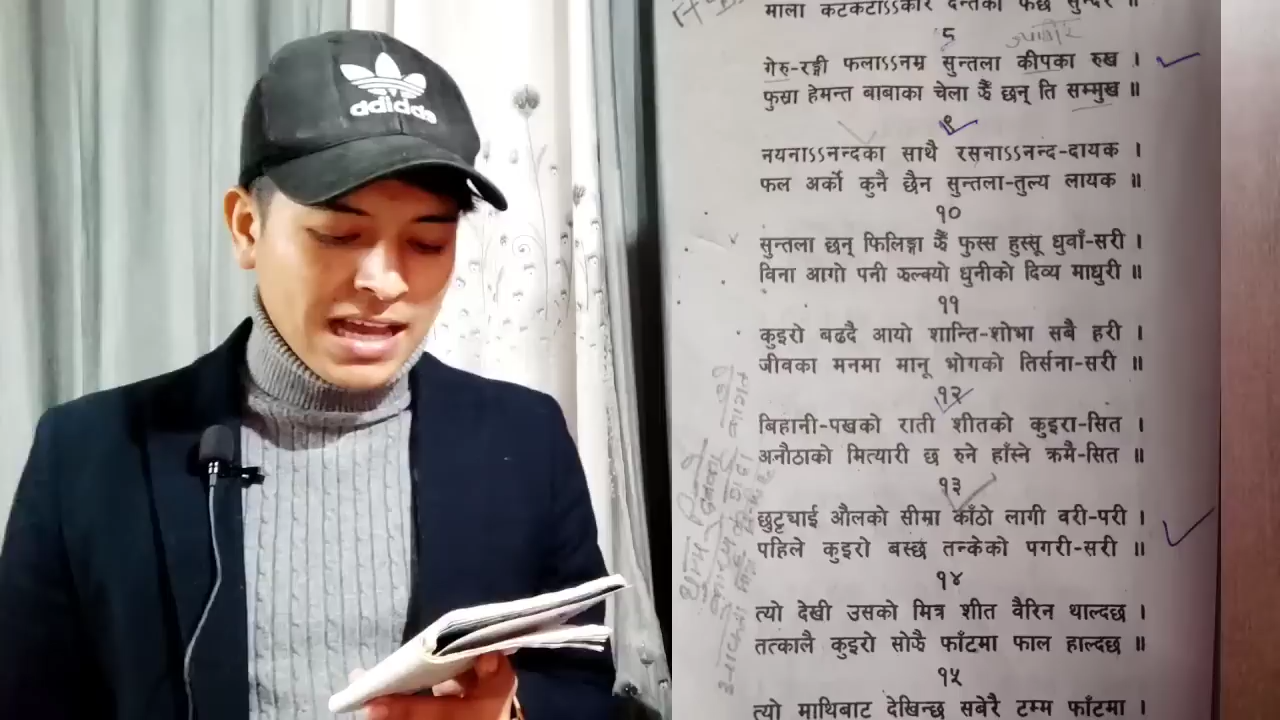 adidas
माला कटकटाऽऽकार दन्तका फछ सुन्दर ॥
८
गेरु-रङ्गी फलाऽऽनम्र सुन्तला कीपका रुख ।
फुस्रा हेमन्त बाबाका चेला झैँ छन् ति सम्मुख ॥
९
नयनाऽऽनन्दका साथै रसनाऽऽनन्द-दायक ।
फल अर्को कुनै छैन सुन्तला-तुल्य लायक ॥
१०
सुन्तला छन् फिलिङ्गा झैँ फुस्स हुस्सू धुवाँ-सरी ।
विना आगो पनी झल्क्यो धुनीको दिव्य माधुरी ॥
११
कुइरो बढदै आयो शान्ति-शोभा सबै हरी ।
जीवका मनमा मानू भोगको तिर्सना-सरी ॥
१२
बिहानी-पखको राती शीतको कुइरा-सित ।
अनौठाको मित्यारी छ रुने हाँस्ने क्रमै-सित ॥
१३
छुट्ट्याई औलको सीम्रा काँठो लागी वरी-परी ।
पहिले कुइरो बस्छ तन्केको पगरी-सरी ॥
१४
त्यो देखी उसको मित्र शीत वैरिन थाल्दछ ।
तत्कालै कुइरो सोझै फाँटमा फाल हाल्दछ ॥
१५
त्यो माथिबाट देखिन्छ सबेरै टम्म फाँटमा ।